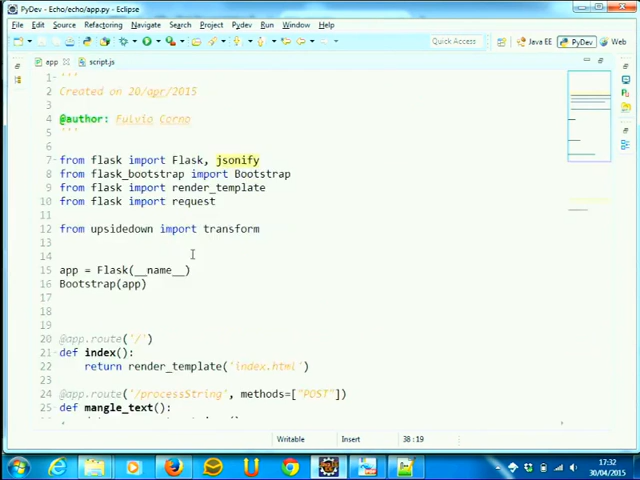 PyDev - Echo/echo/app.py - Eclipse
File Edit Source Refactoring Navigate Search Project Pydev Run Window Help
Quick Access Java EE PyDev Web
app script.js
1 '''
2 Created on 20/apr/2015
3
4 @author: Fulvio Corno
5 '''
6
7 from flask import Flask, jsonify
8 from flask_bootstrap import Bootstrap
9 from flask import render_template
10 from flask import request
11
12 from upsidedown import transform
13
14
15 app = Flask(__name__)
16 Bootstrap(app)
17
18
19
20 @app.route('/')
21 def index():
22 return render_template('index.html')
23
24 @app.route('/processString', methods=["POST"])
25 def mangle_text():
Writable Insert 38:19
17:32
30/04/2015